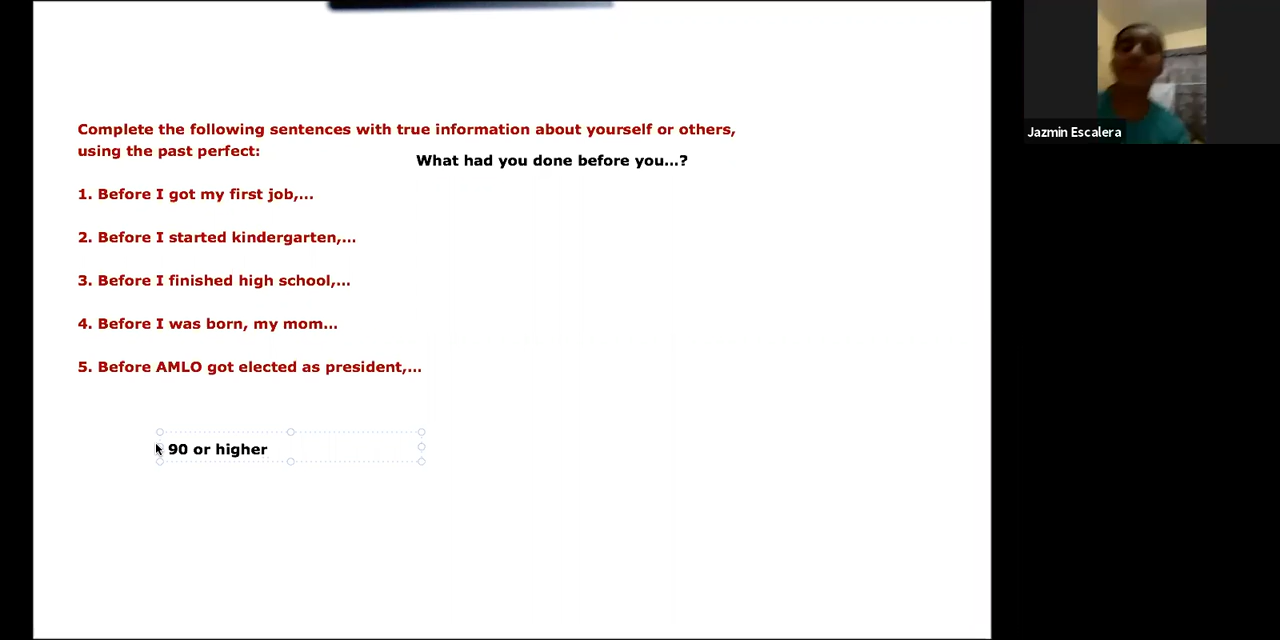 Complete the following sentences with true information about yourself or others,
using the past perfect:
What had you done before you...?
1. Before I got my first job,...
2. Before I started kindergarten,...
3. Before I finished high school,...
4. Before I was born, my mom...
5. Before AMLO got elected as president,...
90 or higher
Jazmin Escalera